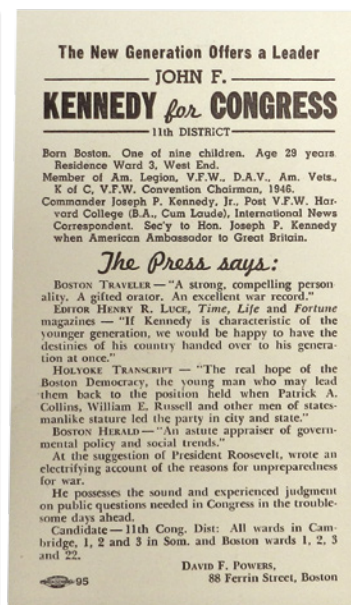 The New Generation Offers a Leader
JOHN F.
KENNEDY for CONGRESS
11th DISTRICT
Born Boston. One of nine children. Age 29 years
Residence Ward 3, West End.
Member of Am. Legion, V.F.W., D.A.V., Am. Vets.,
K of C, V.F.W. Convention Chairman, 1946.
Commander Joseph P. Kennedy, Jr., Post V.F.W. Har-
vard College (B.A., Cum Laude), International News
Correspondent. Sec'y to Hon. Joseph P. Kennedy
when American Ambassador to Great Britain.
The Press says:
BOSTON TRAVELER — "A strong, compelling person
ality. A gifted orator. An excellent war record."
EDITOR HENRY R. LUCE, Time, Life and Fortune
magazines — "If Kennedy is characteristic of the
younger generation, we would be happy to have the
destinies of his country handed over to his genera-
tion at once."
HOLYOKE TRANSCRIPT — "The real hope of the
Boston Democracy, the young man who may lead
them back to the position held when Patrick A.
Collins, William E. Russell and other men of states-
manlike stature led the party in city and state."
BOSTON HERALD — "An astute appraiser of govern-
mental policy and social trends."
At the suggestion of President Roosevelt, wrote an
electrifying account of the reasons for unpreparedness
for war.
He possesses the sound and experienced judgment
on public questions needed in Congress in the trouble-
some days ahead.
Candidate — 11th Cong. Dist: All wards in Cam-
bridge, 1, 2 and 3 in Som. and Boston wards 1, 2, 3
and 22.
DAVID F. POWERS,
95 88 Ferrin Street, Boston